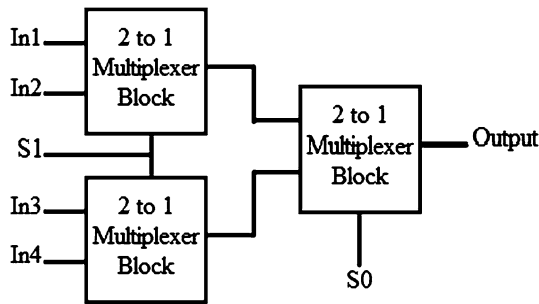 In1
In2
2 to 1
Multiplexer
Block
S1
In3
In4
2 to 1
Multiplexer
Block
2 to 1
Multiplexer
Block
Output
S0